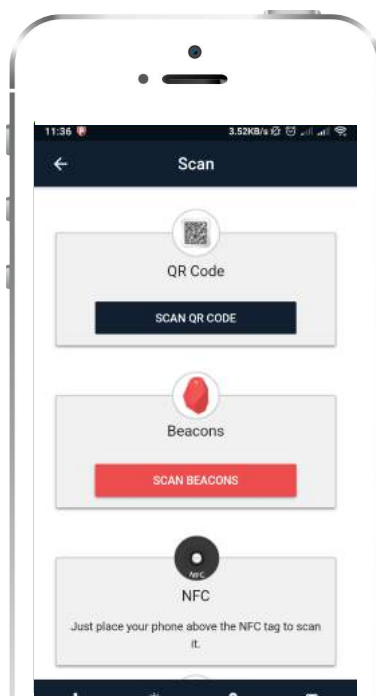 11:36
3.52KB/s
Scan
QR Code
SCAN QR CODE
Beacons
SCAN BEACONS
NFC
NFC
Just place your phone above the NFC tag to scan
it.